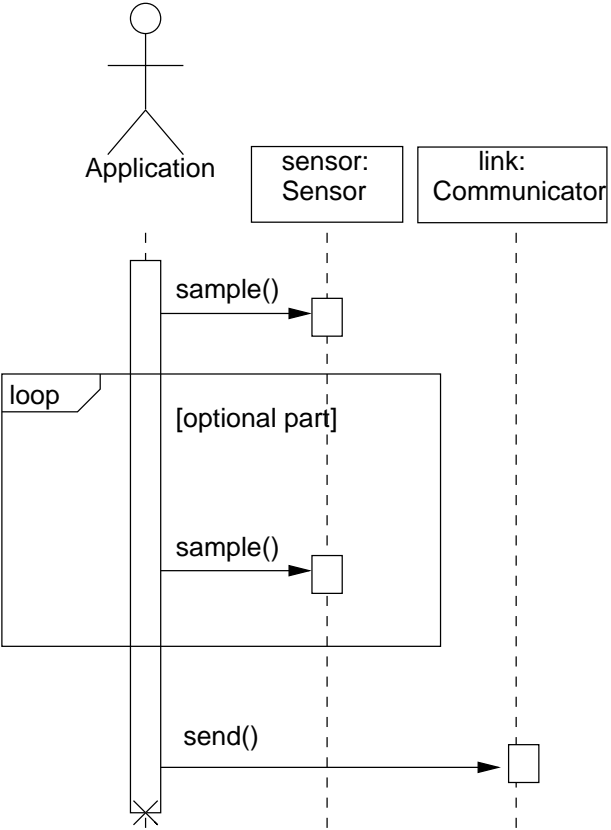 Application
sensor:
Sensor
link:
Communicator
sample()
loop
[optional part]
sample()
send()